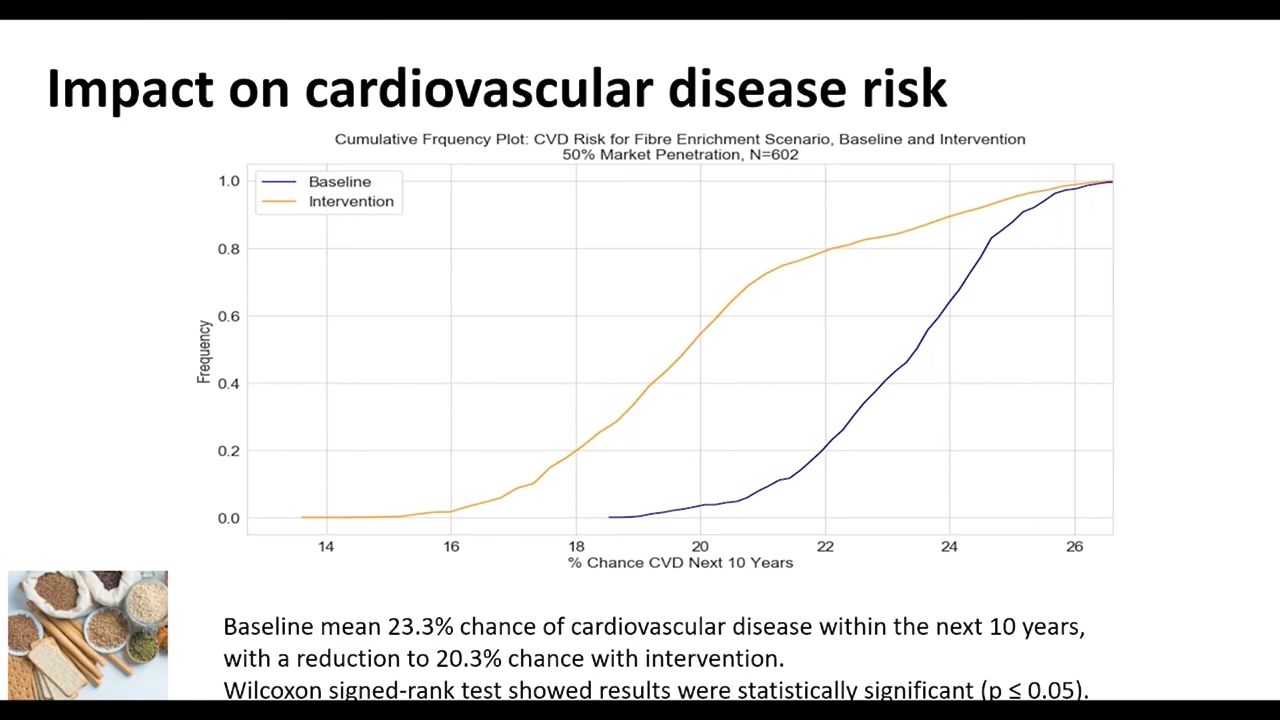 Impact on cardiovascular disease risk
Cumulative Frquency Plot: CVD Risk for Fibre Enrichment Scenario, Baseline and Intervention
50% Market Penetration, N=602
Baseline
Intervention
1.0
0.8
0.6
0.4
0.2
0.0
Frequency
14 16 18 20 22 24 26
% Chance CVD Next 10 Years
Baseline mean 23.3% chance of cardiovascular disease within the next 10 years,
with a reduction to 20.3% chance with intervention.
Wilcoxon signed-rank test showed results were statistically significant (p ≤ 0.05).